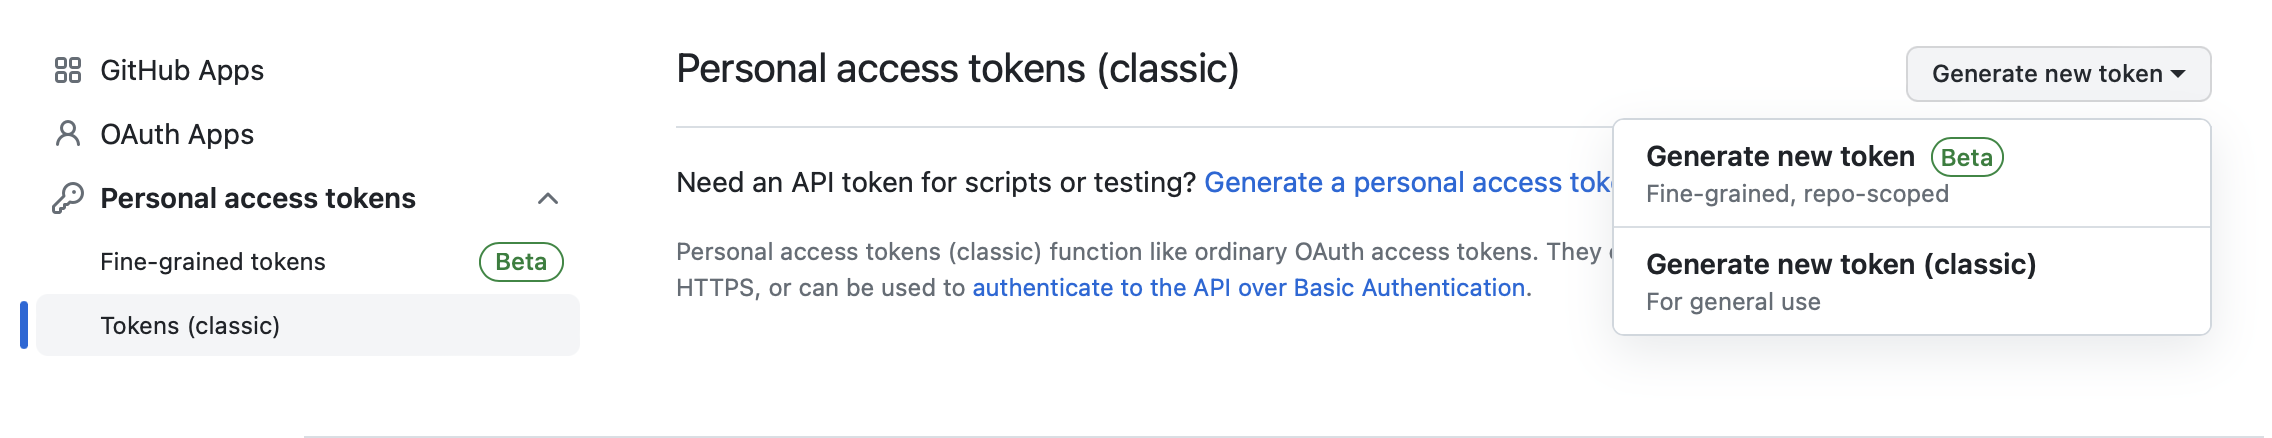 GitHub Apps
OAuth Apps
Personal access tokens
Fine-grained tokens Beta
Tokens (classic)
Personal access tokens (classic)
Generate new token
Need an API token for scripts or testing? Generate a personal access
Personal access tokens (classic) function like ordinary OAuth access tokens. They
HTTPS, or can be used to authenticate to the API over Basic Authentication.
Generate new token Beta
Fine-grained, repo-scoped
Generate new token (classic)
For general use